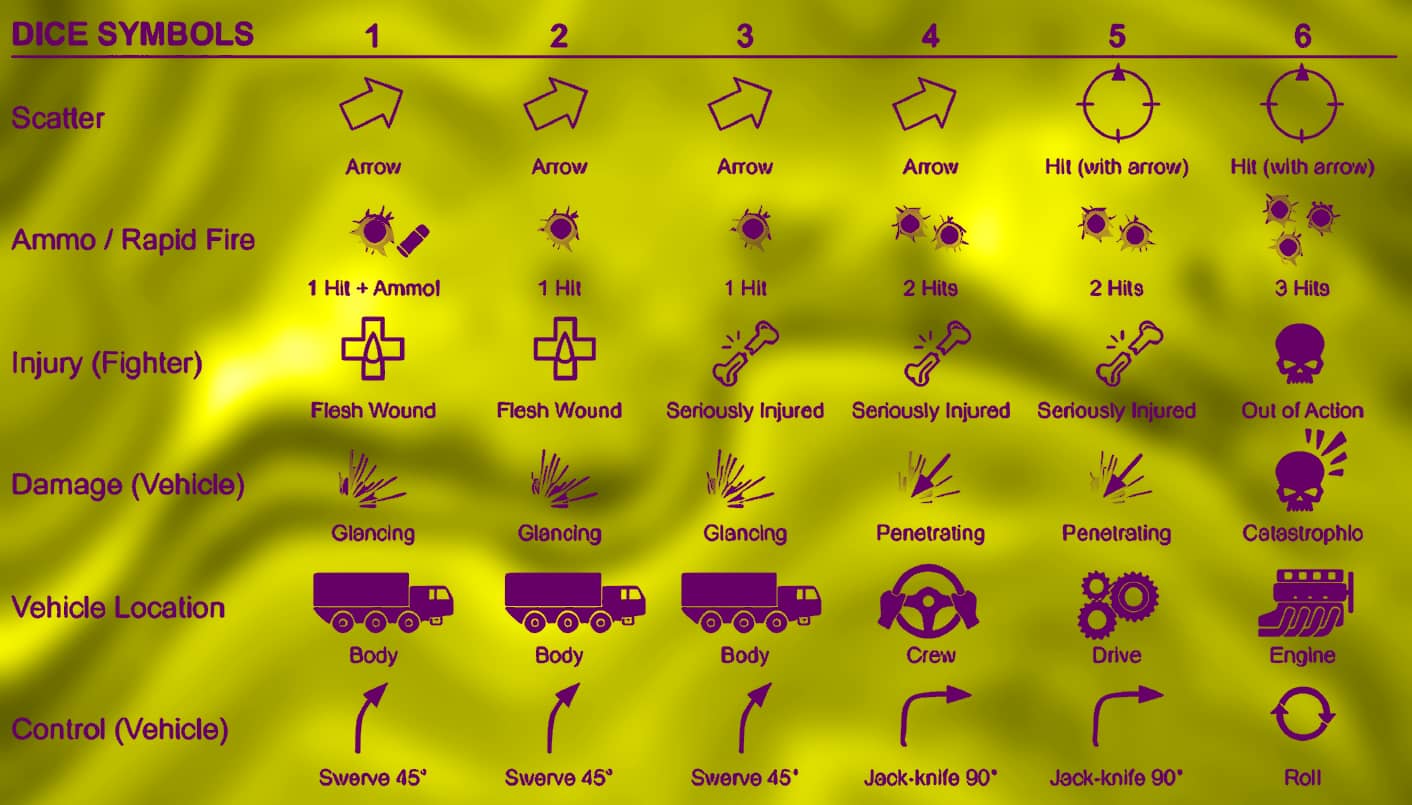 DICE SYMBOLS 1 2 3 4 5 6
Scatter
Arrow Arrow Arrow Arrow Hit (with arrow) Hit (with arrow)
Ammo / Rapid Fire
1 Hit + Ammo! 1 Hit 1 Hit 2 Hits 2 Hits 3 Hits
Injury (Fighter)
Flesh Wound Flesh Wound Seriously Injured Seriously Injured Seriously Injured Out of Action
Damage (Vehicle)
Glancing Glancing Glancing Penetrating Penetrating Catastrophic
Vehicle Location
Body Body Body Crew Drive Engine
Control (Vehicle)
Swerve 45° Swerve 45° Swerve 45° Jack-knife 90° Jack-knife 90° Roll